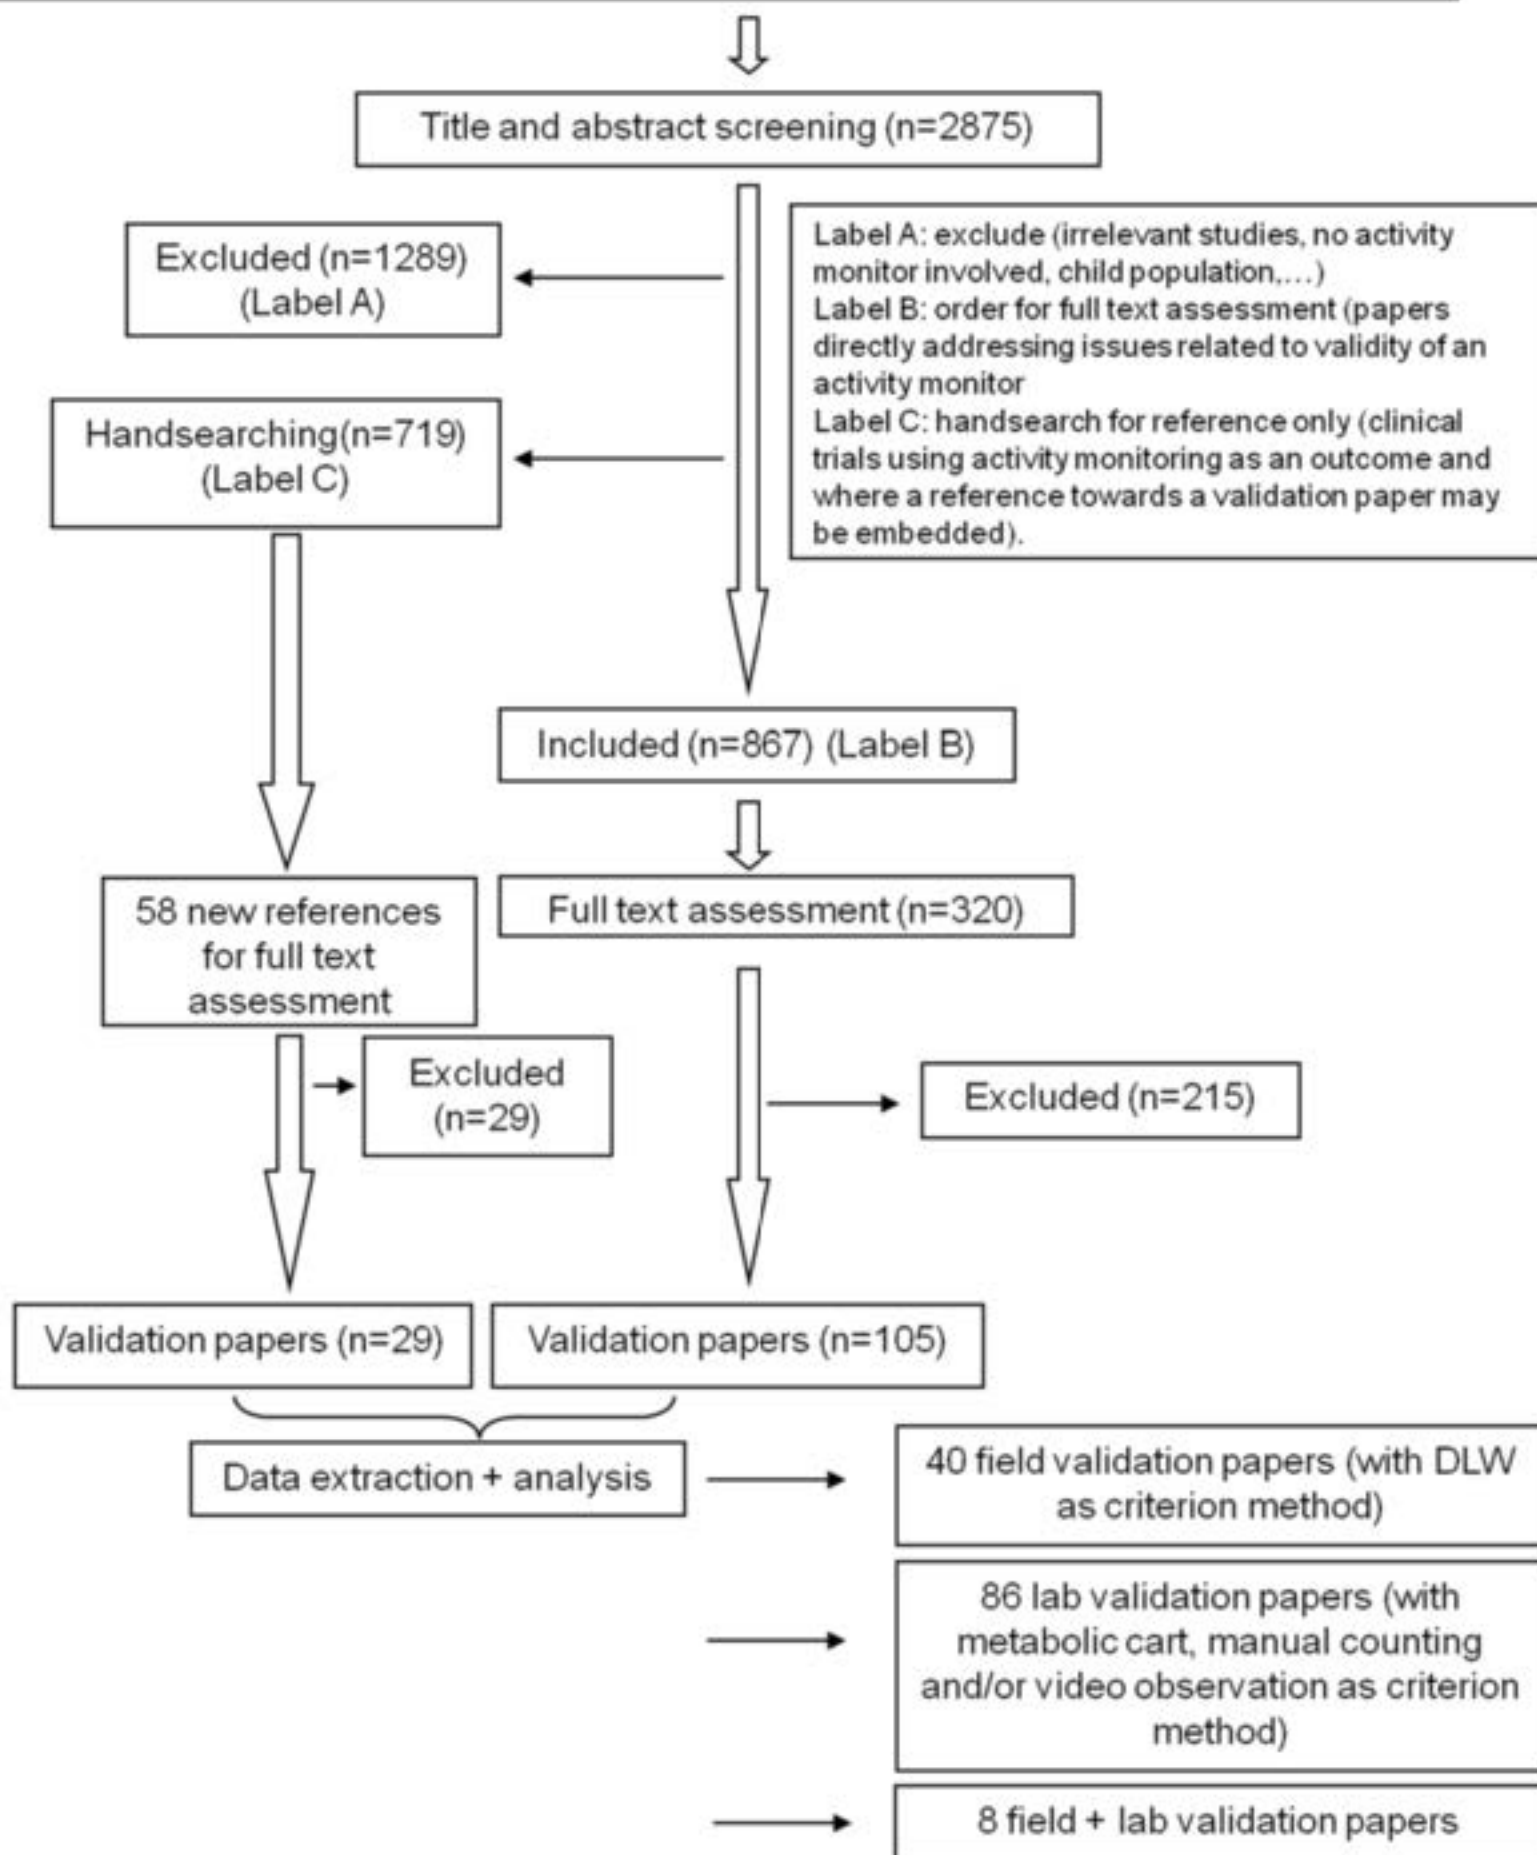 Title and abstract screening (n=2875)
Excluded (n=1289)
(Label A)
Label A: exclude (irrelevant studies, no activity
monitor involved, child population,...)
Label B: order for full text assessment (papers
directly addressing issues related to validity of an
activity monitor
Label C: handsearch for reference only (clinical
trials using activity monitoring as an outcome and
where a reference towards a validation paper may
be embedded).
Handsearching(n=719)
(Label C)
Included (n=867) (Label B)
58 new references
for full text
assessment
Full text assessment (n=320)
Excluded
(n=29)
Excluded (n=215)
Validation papers (n=29)
Validation papers (n=105)
Data extraction + analysis
40 field validation papers (with DLW
as criterion method)
86 lab validation papers (with
metabolic cart, manual counting
and/or video observation as criterion
method)
8 field + lab validation papers